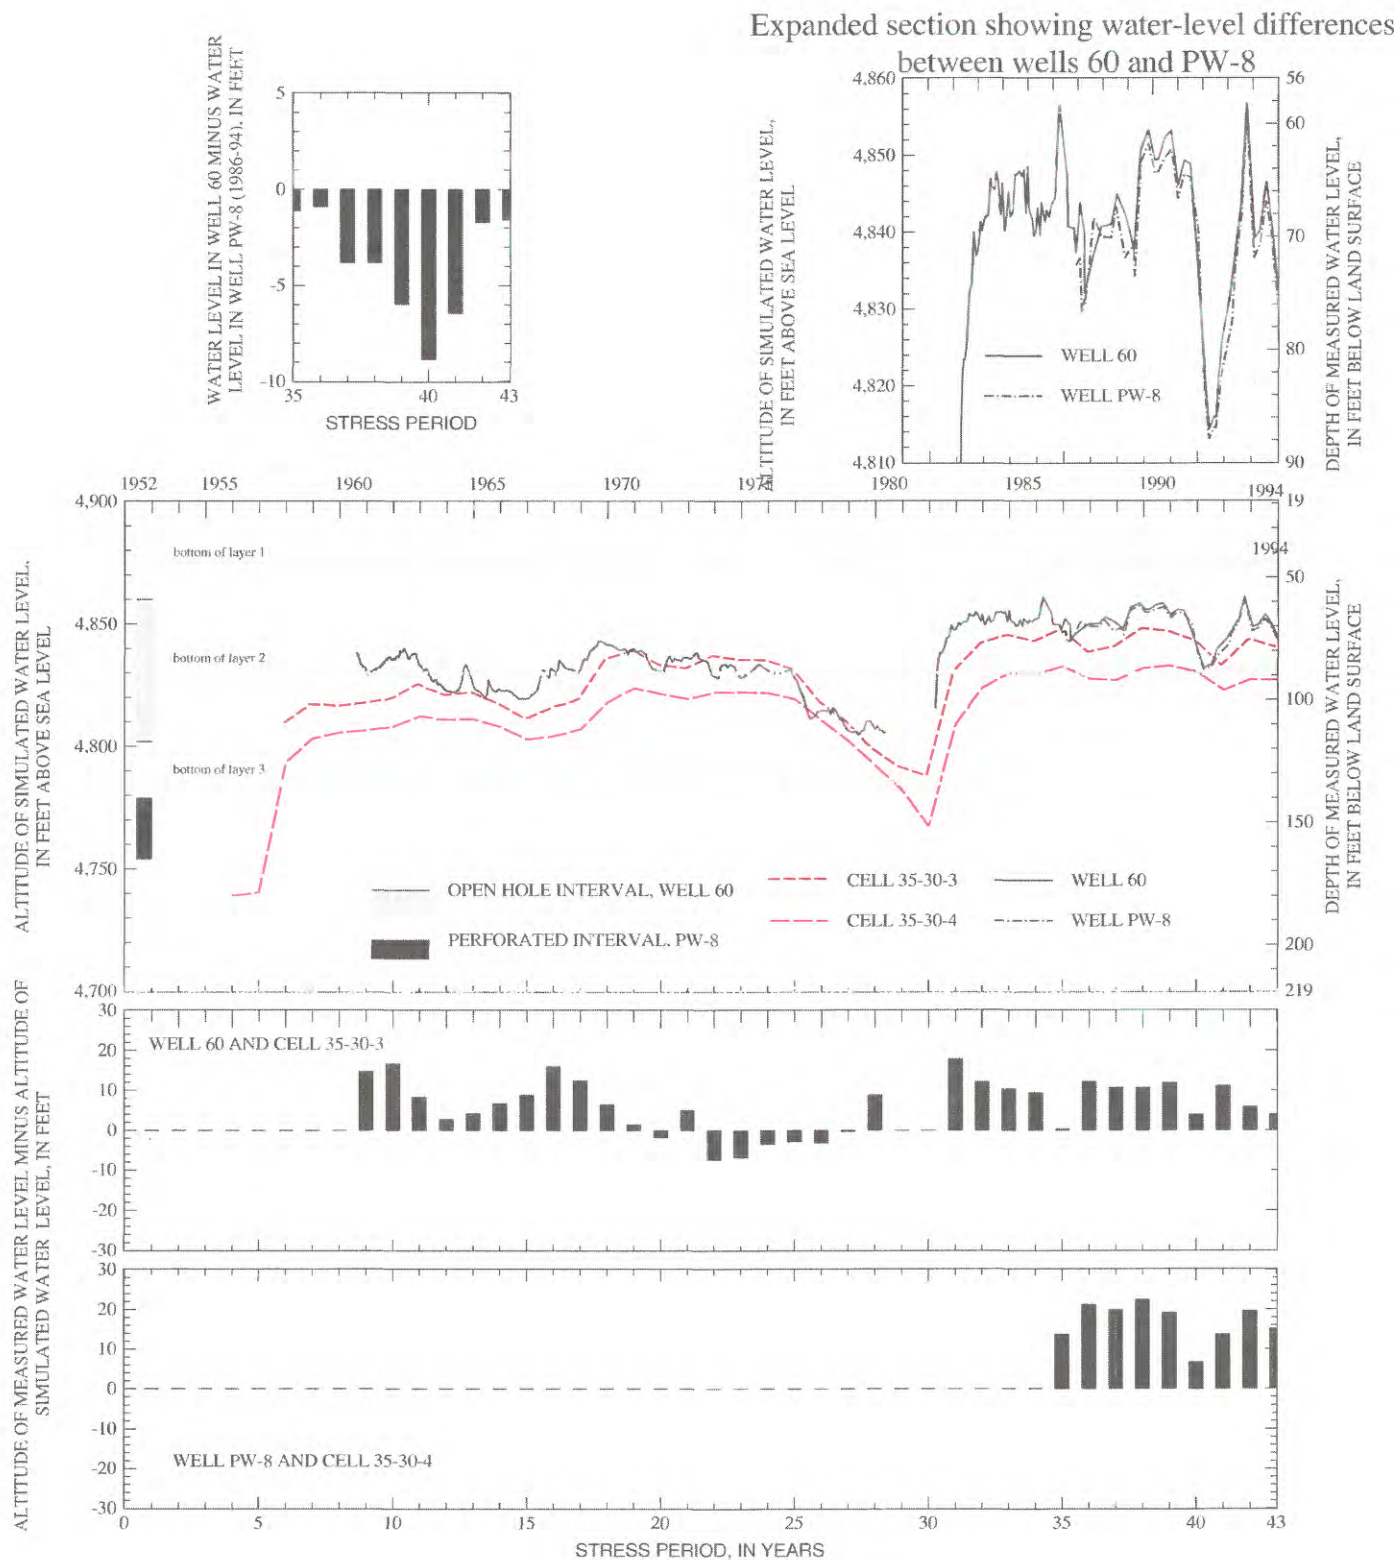 Expanded section showing water-level differences
between wells 60 and PW-8
WATER LEVEL IN WELL 60 MINUS WATER
LEVEL IN WELL PW-8 (1986-94). IN FEET
5
0
-5
-10
35
40
43
STRESS PERIOD
ALTITUDE OF SIMULATED WATER LEVEL,
IN FEET ABOVE SEA LEVEL
4,860
4,850
4,840
4,830
4,820
4,810
56
60
70
80
90
DEPTH OF MEASURED WATER LEVEL,
IN FEET BELOW LAND SURFACE
WELL 60
WELL PW-8
1952
1955
1960
1965
1970
1975
1980
1985
1990
1994
ALTITUDE OF SIMULATED WATER LEVEL,
IN FEET ABOVE SEA LEVEL
4,900
4,850
4,800
4,750
4,700
bottom of layer 1
bottom of layer 2
bottom of layer 3
1994
19
50
100
150
200
219
DEPTH OF MEASURED WATER LEVEL,
IN FEET BELOW LAND SURFACE
OPEN HOLE INTERVAL, WELL 60
PERFORATED INTERVAL. PW-8
CELL 35-30-3
CELL 35-30-4
WELL 60
WELL PW-8
ALTITUDE OF MEASURED WATER LEVEL MINUS ALTITUDE OF
SIMULATED WATER LEVEL, IN FEET
30
20
10
0
-10
-20
-30
WELL 60 AND CELL 35-30-3
30
20
10
0
-10
-20
-30
WELL PW-8 AND CELL 35-30-4
0
5
10
15
20
25
30
35
40
43
STRESS PERIOD, IN YEARS